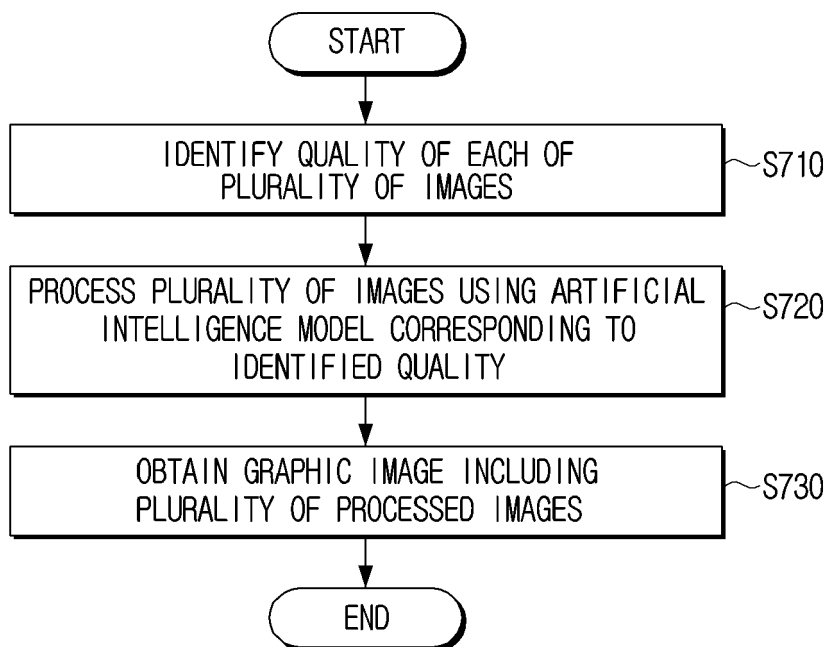 START
IDENTIFY QUALITY OF EACH OF
PLURALITY OF IMAGES
S710
PROCESS PLURALITY OF IMAGES USING ARTIFICIAL
INTELLIGENCE MODEL CORRESPONDING TO
IDENTIFIED QUALITY
S720
OBTAIN GRAPHIC IMAGE INCLUDING
PLURALITY OF PROCESSED IMAGES
S730
END